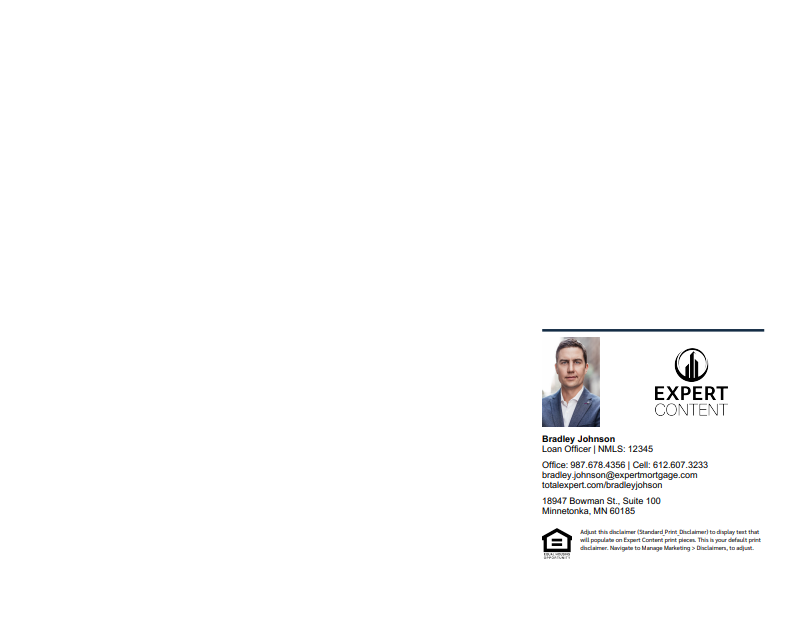 EXPERT
CONTENT
Bradley Johnson
Loan Officer | NMLS: 12345
Office: 987.678.4356 | Cell: 612.607.3233
bradley.johnson@expertmortgage.com
totalexpert.com/bradleyjohson
18947 Bowman St., Suite 100
Minnetonka, MN 60185
Adjust this disclaimer (Standard Print Disclaimer) to display text that
will populate on Expert Content print pieces. This is your default print
disclaimer. Navigate to Manage Marketing > Disclaimers, to adjust.
EQUAL HOUSING
OPPORTUNITY